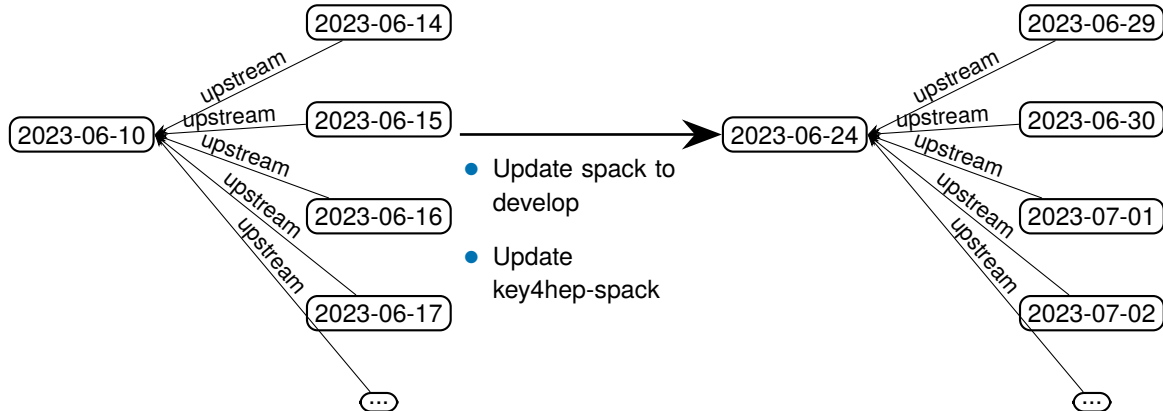 2023-06-14
upstream
2023-06-10
upstream
2023-06-15
upstream
2023-06-16
upstream
2023-06-17
upstream
...
Update spack to
develop
Update
key4hep-spack
2023-06-29
upstream
2023-06-24
upstream
2023-06-30
upstream
2023-07-01
upstream
2023-07-02
upstream
...